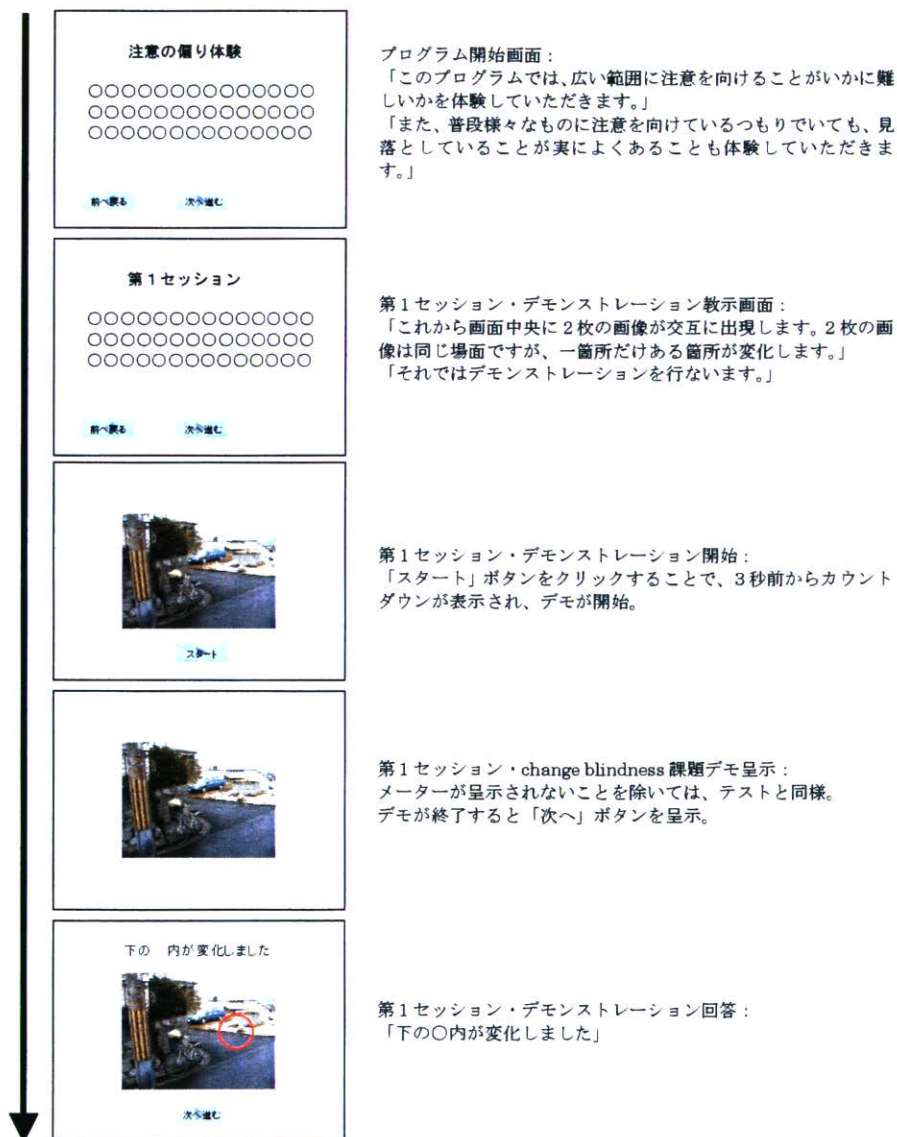 注意の偏り体験
○○○○○○○○○○○○○○
○○○○○○○○○○○○○○
○○○○○○○○○○○○○○
前へ戻る 次へ進む
プログラム開始画面：
「このプログラムでは、広い範囲に注意を向けることがいかに難
しいかを体験していただきます。」
「また、普段様々なものに注意を向けているつもりでいても、見
落としていることが実によくあることも体験していただきま
す。」
第１セッション
○○○○○○○○○○○○○○
○○○○○○○○○○○○○○
○○○○○○○○○○○○○○
前へ戻る 次へ進む
第１セッション・デモンストレーション教示画面：
「これから画面中央に２枚の画像が交互に出現します。２枚の画
像は同じ場面ですが、一箇所だけある箇所が変化します。」
「それではデモンストレーションを行ないます。」
スタート
第１セッション・デモンストレーション開始：
「スタート」ボタンをクリックすることで、３秒前からカウント
ダウンが表示され、デモが開始。
第１セッション・change blindness 課題デモ呈示：
メーターが呈示されないことを除いては、テストと同様。
デモが終了すると「次へ」ボタンを呈示。
下の　内が変化しました
次へ進む
第１セッション・デモンストレーション回答：
「下の○内が変化しました」